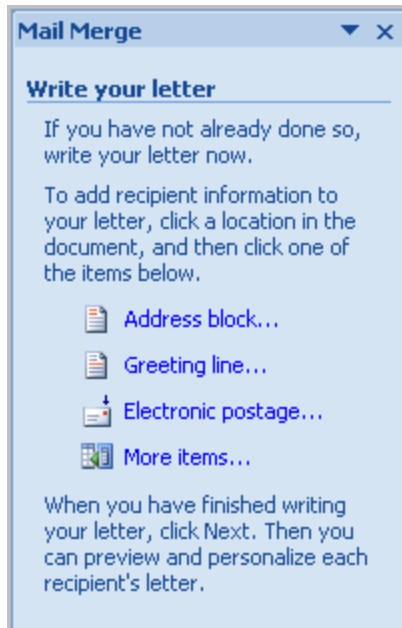 Mail Merge
Write your letter
If you have not already done so,
write your letter now.
To add recipient information to
your letter, click a location in the
document, and then click one of
the items below.
Address block...
Greeting line...
Electronic postage...
More items...
When you have finished writing
your letter, click Next. Then you
can preview and personalize each
recipient's letter.